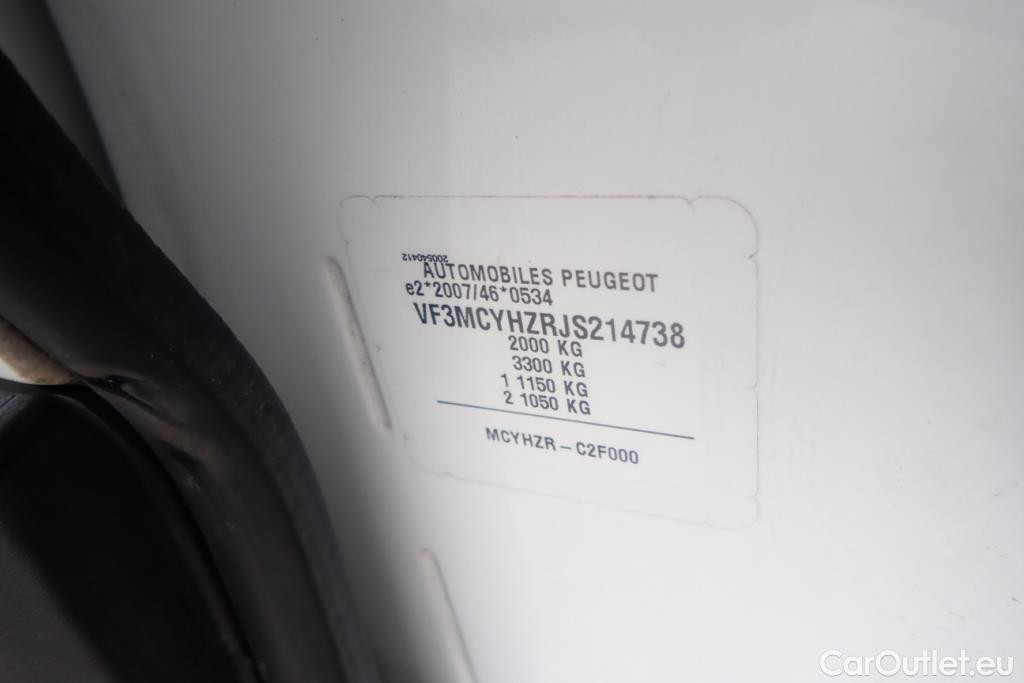 200540412
AUTOMOBILES PEUGEOT
e2*2007/46*0534
VF3MCYHZRJS214738
2000 KG
3300 KG
1 1150 KG
2 1050 KG
MCYHZR-C2F000
CarOutlet.eu